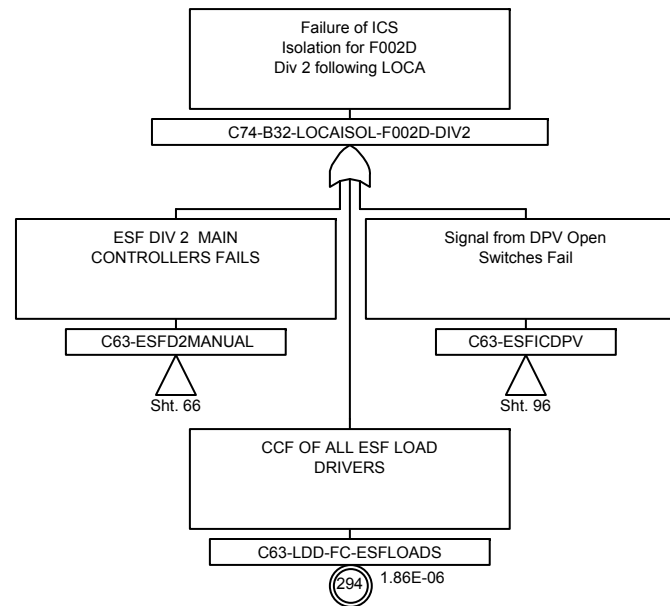 Failure of ICS
Isolation for F002D
Div 2 following LOCA
C74-B32-LOCAISOL-F002D-DIV2
ESF DIV 2 MAIN
CONTROLLERS FAILS
C63-ESFD2MANUAL
Sht. 66
Signal from DPV Open
Switches Fail
C63-ESFICDPV
Sht. 96
CCF OF ALL ESF LOAD
DRIVERS
C63-LDD-FC-ESFLOADS
294
1.86E-06